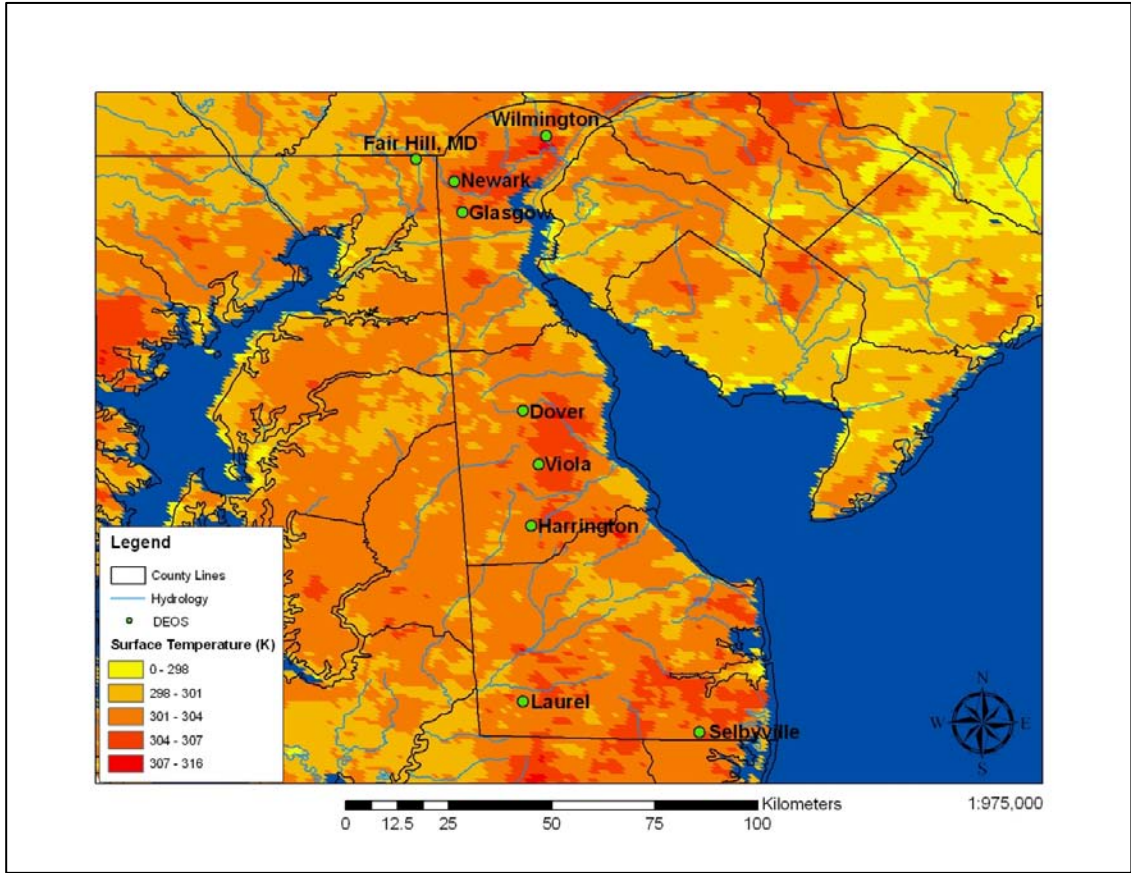 Wilmington
Fair Hill, MD
Newark
Glasgow
Dover
Viola
Harrington
Laurel
Selbyville
Legend
County Lines
Hydrology
DEOS
Surface Temperature (K)
0 - 298
298 - 301
301 - 304
304 - 307
307 - 316
N
W E
S
Kilometers
0 12.5 25 50 75 100
1:975,000